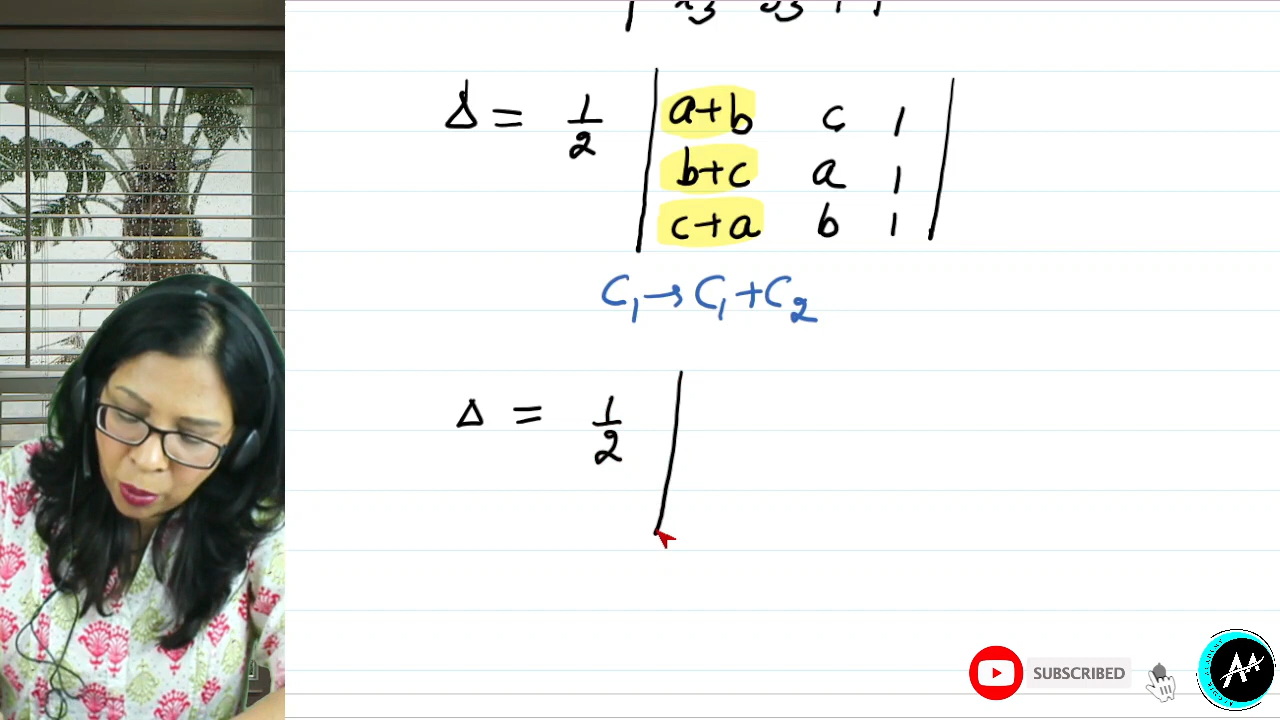 Δ = 1/2 | a+b c 1 |
b+c a 1
c+a b 1
C₁ → C₁ + C₂
Δ = 1/2 |
SUBSCRIBED